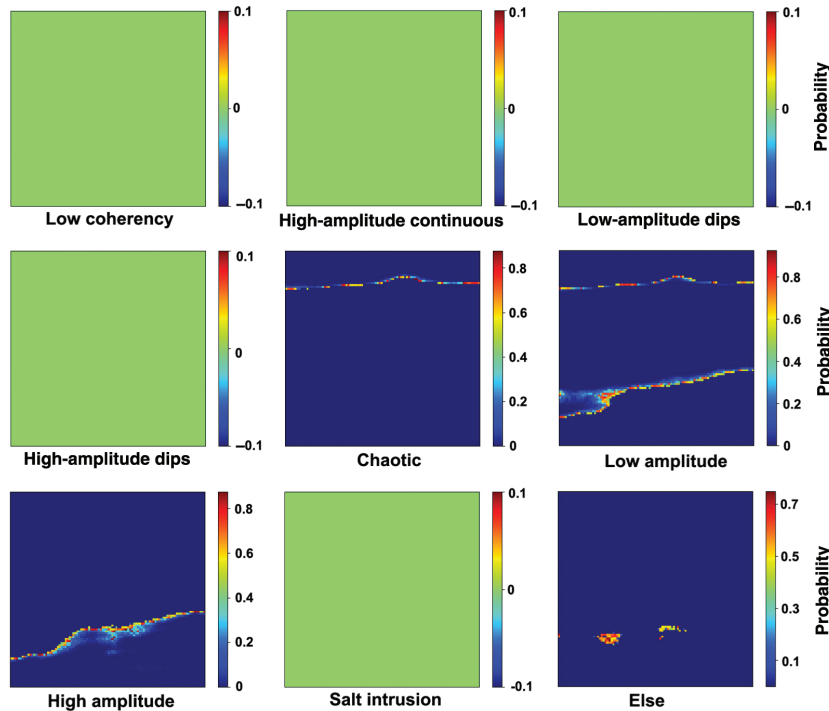 0.1
0
–0.1
Low coherency
0.1
0
–0.1
High-amplitude continuous
0.1
0
–0.1
Low-amplitude dips
Probability
0.1
0
–0.1
High-amplitude dips
0.8
0.6
0.4
0.2
0
Chaotic
0.8
0.6
0.4
0.2
0
Low amplitude
Probability
0.8
0.6
0.4
0.2
0
High amplitude
0.1
0
-0.1
Salt intrusion
0.7
0.5
0.3
0.1
Else
Probability